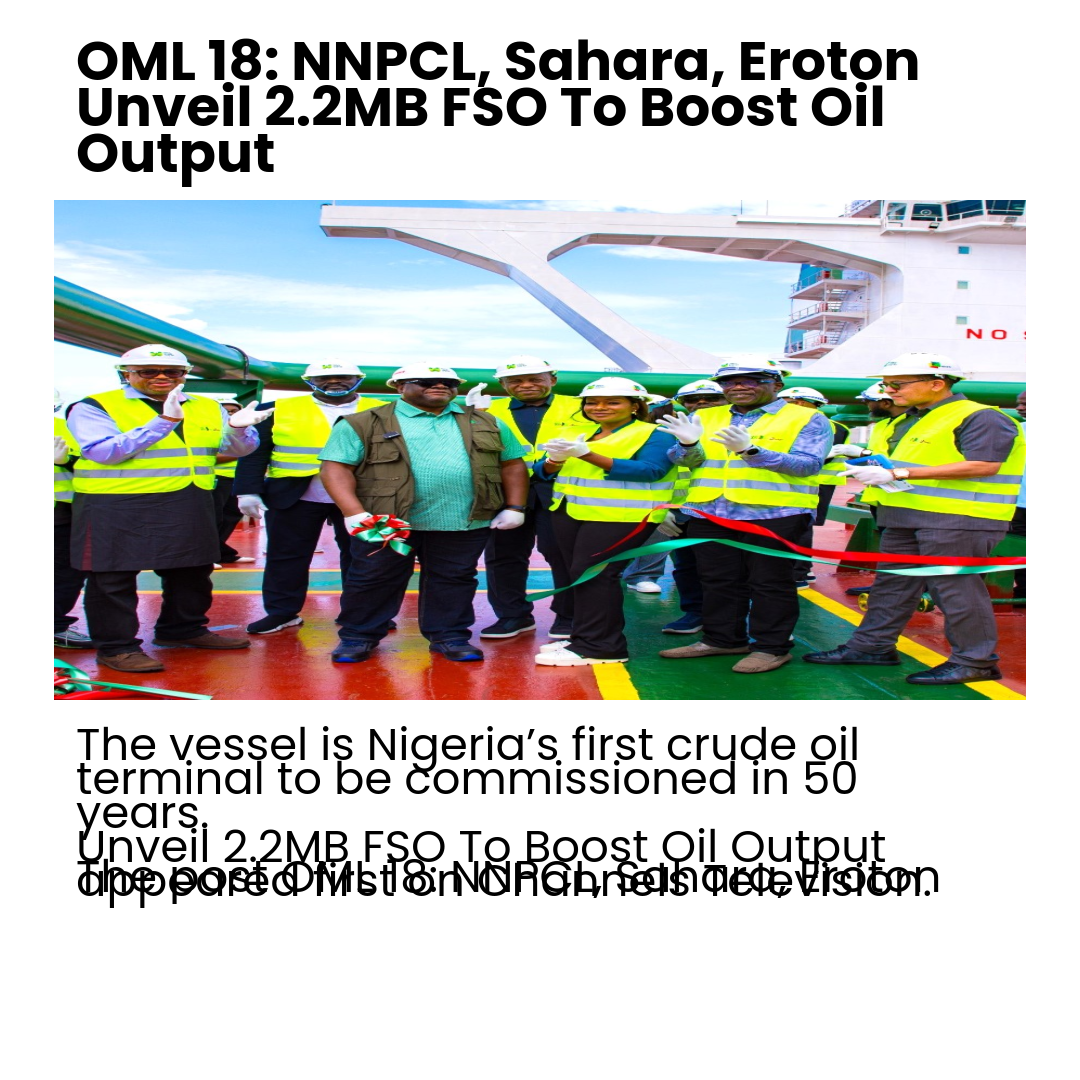 OML 18: NNPCL, Sahara, Eroton
Unveil 2.2MB FSO To Boost Oil
Output
NO
The vessel is Nigeria’s first crude oil
terminal to be commissioned in 50
years.
Unveil 2.2MB FSO To Boost Oil Output
The post OML 18: NNPCL, Sahara, Eroton
appeared first on Channels Television.